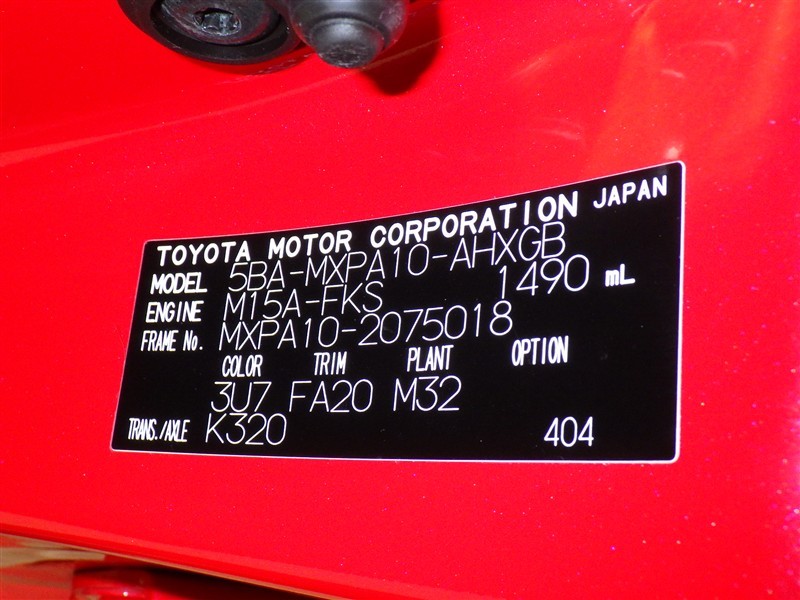 TOYOTA MOTOR CORPORATION JAPAN
MODEL 5BA-MXPA10-AHXGB
ENGINE M15A-FKS 1490 mL
FRAME No. MXPA10-2075018
COLOR TRIM PLANT OPTION
3U7 FA20 M32
TRANS./AXLE K320 404